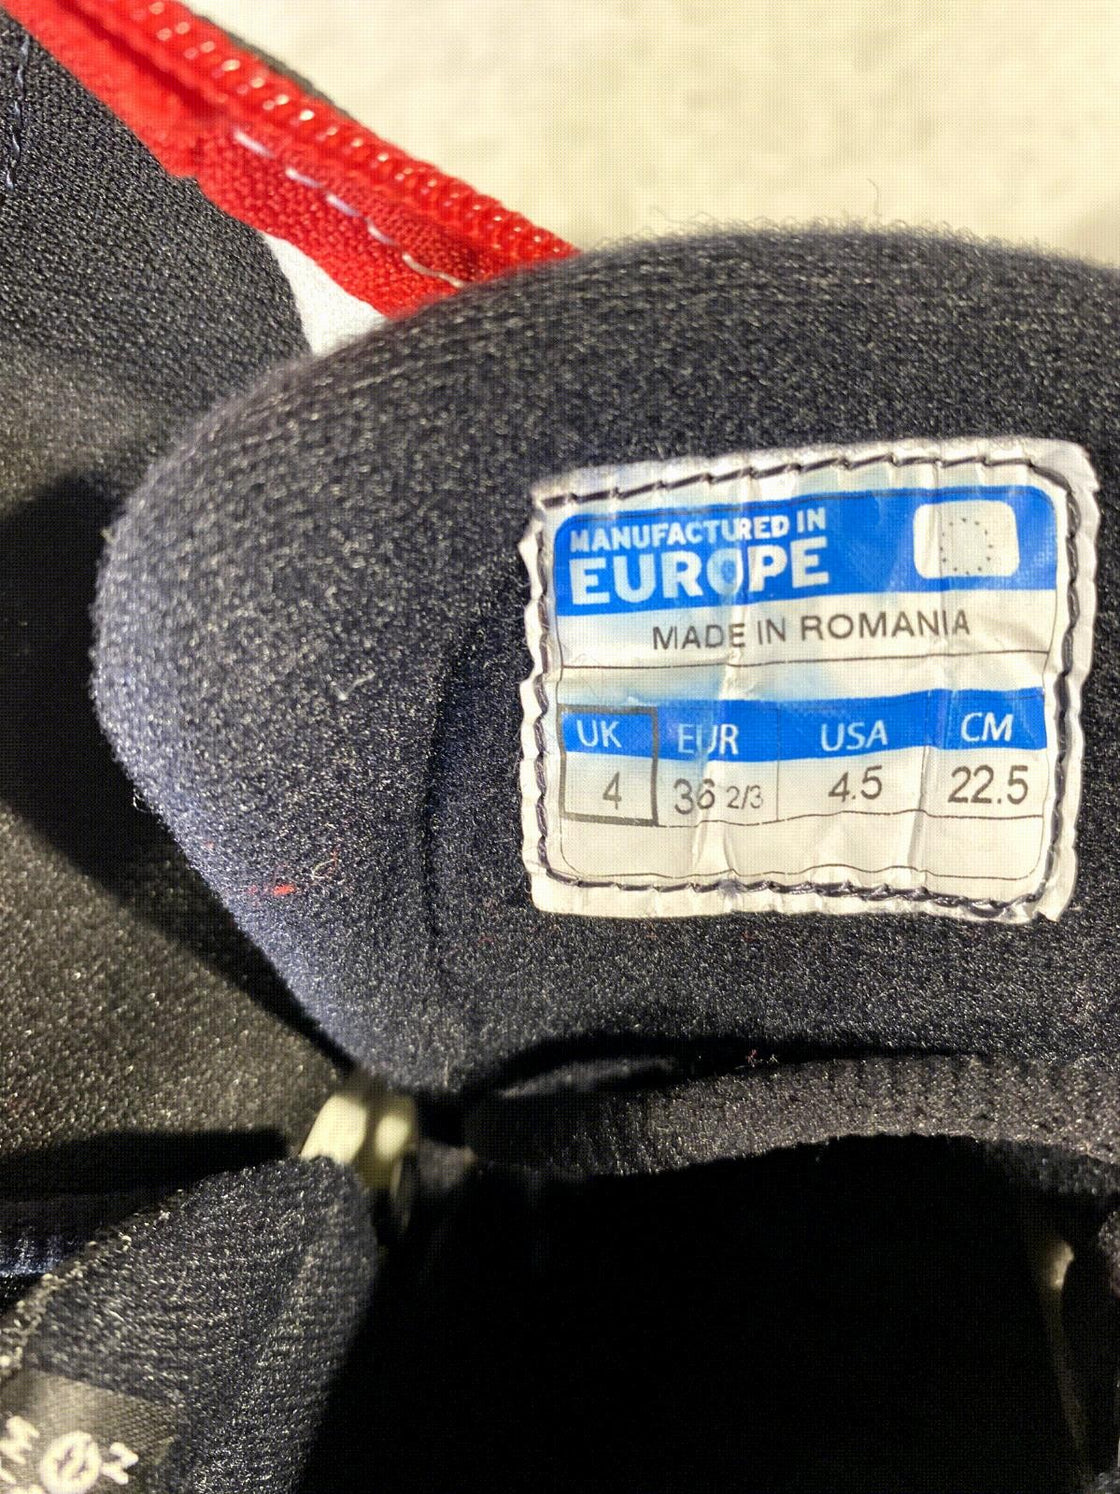 MANUFACTURED IN
EUROPE
MADE IN ROMANIA
UK EUR USA CM
4 36 2/3 4.5 22.5